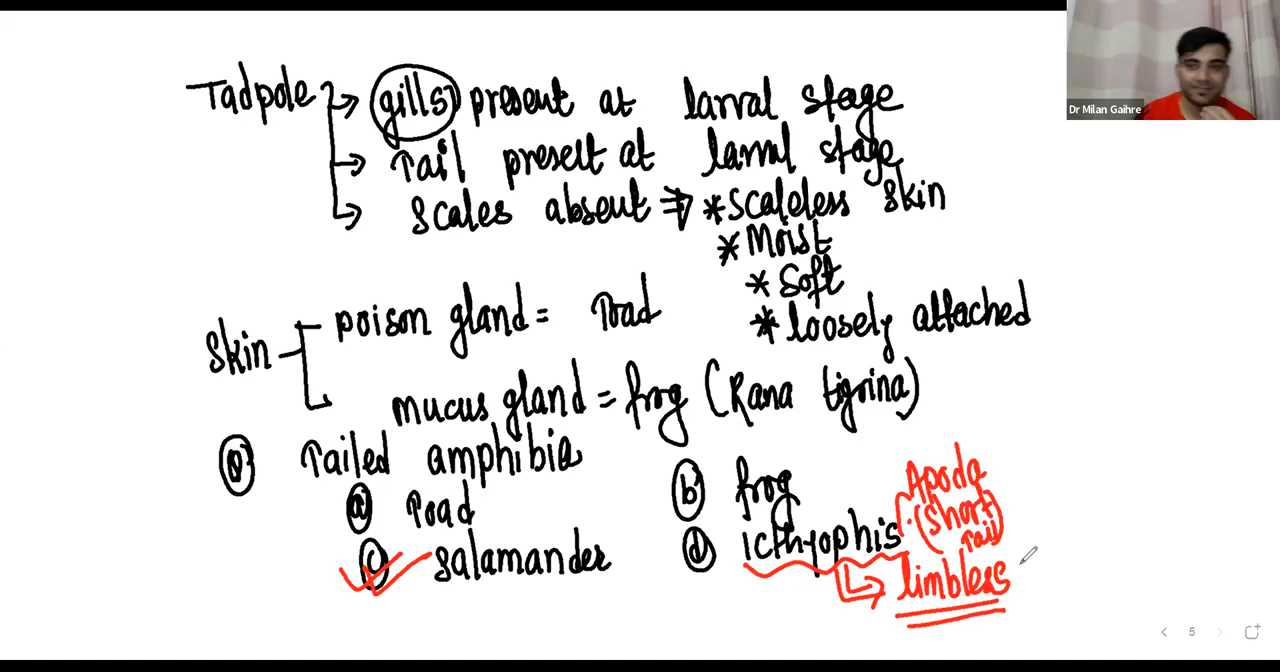 Tadpole → gills present at larval stage
→ Tail present at larval stage
→ Scales absent ⇒ * Scaleless skin
* Moist
* Soft
* loosely attached
Skin
poison gland = Toad
mucus gland = frog (Rana tigrina)
Q Tailed amphibia
a Toad
b frog
c salamander
d icthyophis
Apoda
(short
tail)
limbless
Dr Milan Gaihre
5